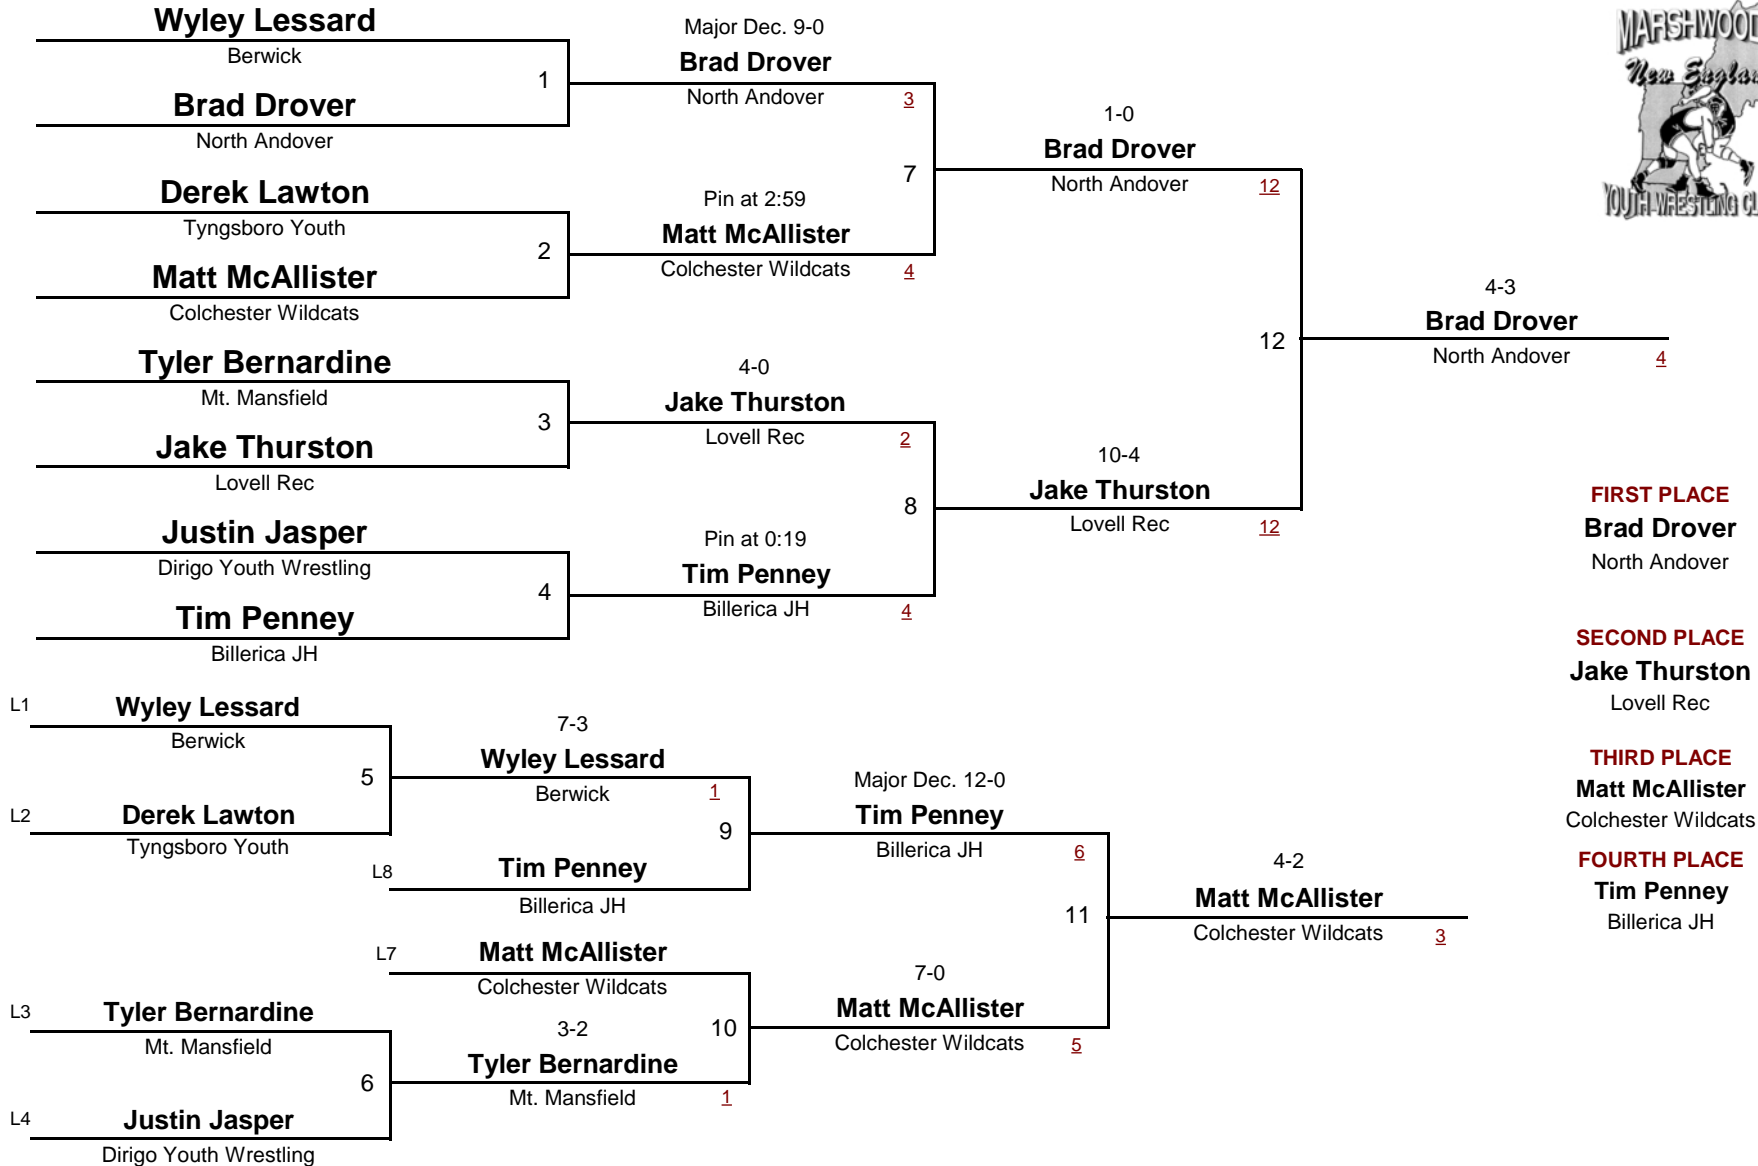 Wyley Lessard
Berwick
1
Brad Drover
North Andover
Derek Lawton
Tyngsboro Youth
2
Matt McAllister
Colchester Wildcats
Tyler Bernardine
Mt. Mansfield
3
Jake Thurston
Lovell Rec
Justin Jasper
Dirigo Youth Wrestling
4
Tim Penney
Billerica JH
Major Dec. 9-0
Brad Drover
North Andover 3
7
Pin at 2:59
Matt McAllister
Colchester Wildcats 4
4-0
Jake Thurston
Lovell Rec 2
8
Pin at 0:19
Tim Penney
Billerica JH 4
1-0
Brad Drover
North Andover 12
12
10-4
Jake Thurston
Lovell Rec 12
4-3
Brad Drover
North Andover 4
MARSHWOOD
New England
YOUTH WRESTLING
FIRST PLACE
Brad Drover
North Andover
SECOND PLACE
Jake Thurston
Lovell Rec
THIRD PLACE
Matt McAllister
Colchester Wildcats
FOURTH PLACE
Tim Penney
Billerica JH
L1 Wyley Lessard
Berwick
5
L2 Derek Lawton
Tyngsboro Youth
7-3
Wyley Lessard
Berwick 1
9
L8 Tim Penney
Billerica JH
L7 Matt McAllister
Colchester Wildcats
10
L3 Tyler Bernardine
Mt. Mansfield
6
L4 Justin Jasper
Dirigo Youth Wrestling
3-2
Tyler Bernardine
Mt. Mansfield 1
Major Dec. 12-0
Tim Penney
Billerica JH 6
11
7-0
Matt McAllister
Colchester Wildcats 5
4-2
Matt McAllister
Colchester Wildcats 3